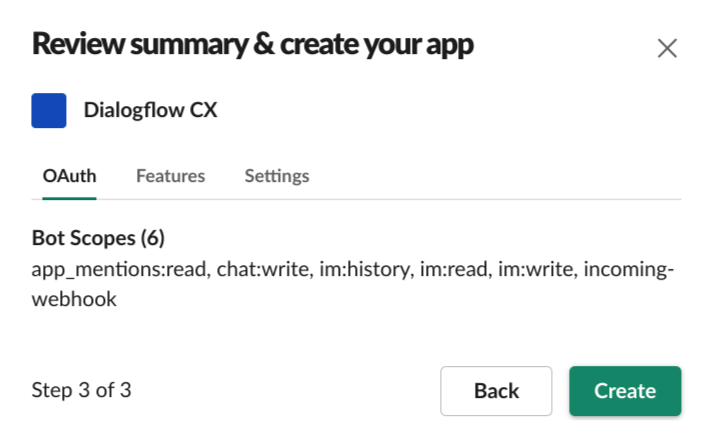 Review summary & create your app
Dialogflow CX
OAuth Features Settings
Bot Scopes (6)
app_mentions:read, chat:write, im:history, im:read, im:write, incoming-
webhook
Step 3 of 3 Back Create